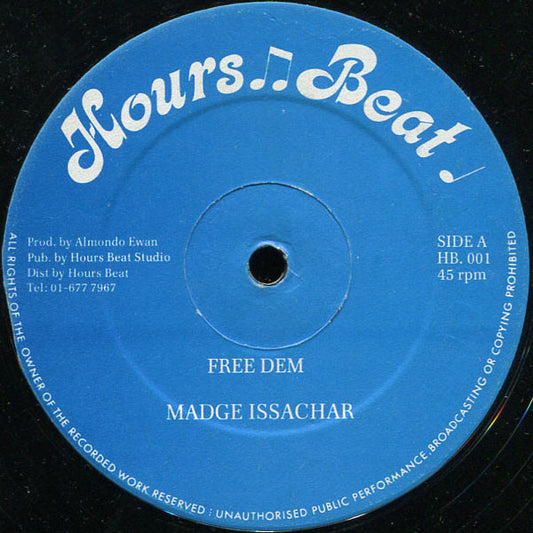 Hours Beat
Prod. by Almondo Ewan
Pub. by Hours Beat Studio
Dist by Hours Beat
Tel: 01-677 7967
SIDE A
HB. 001
45 rpm
FREE DEM
MADGE ISSACHAR
ALL RIGHTS OF THE OWNER OF THE RECORDED WORK RESERVED : UNAUTHORISED PUBLIC PERFORMANCE, BROADCASTING OR COPYING PROHIBITED